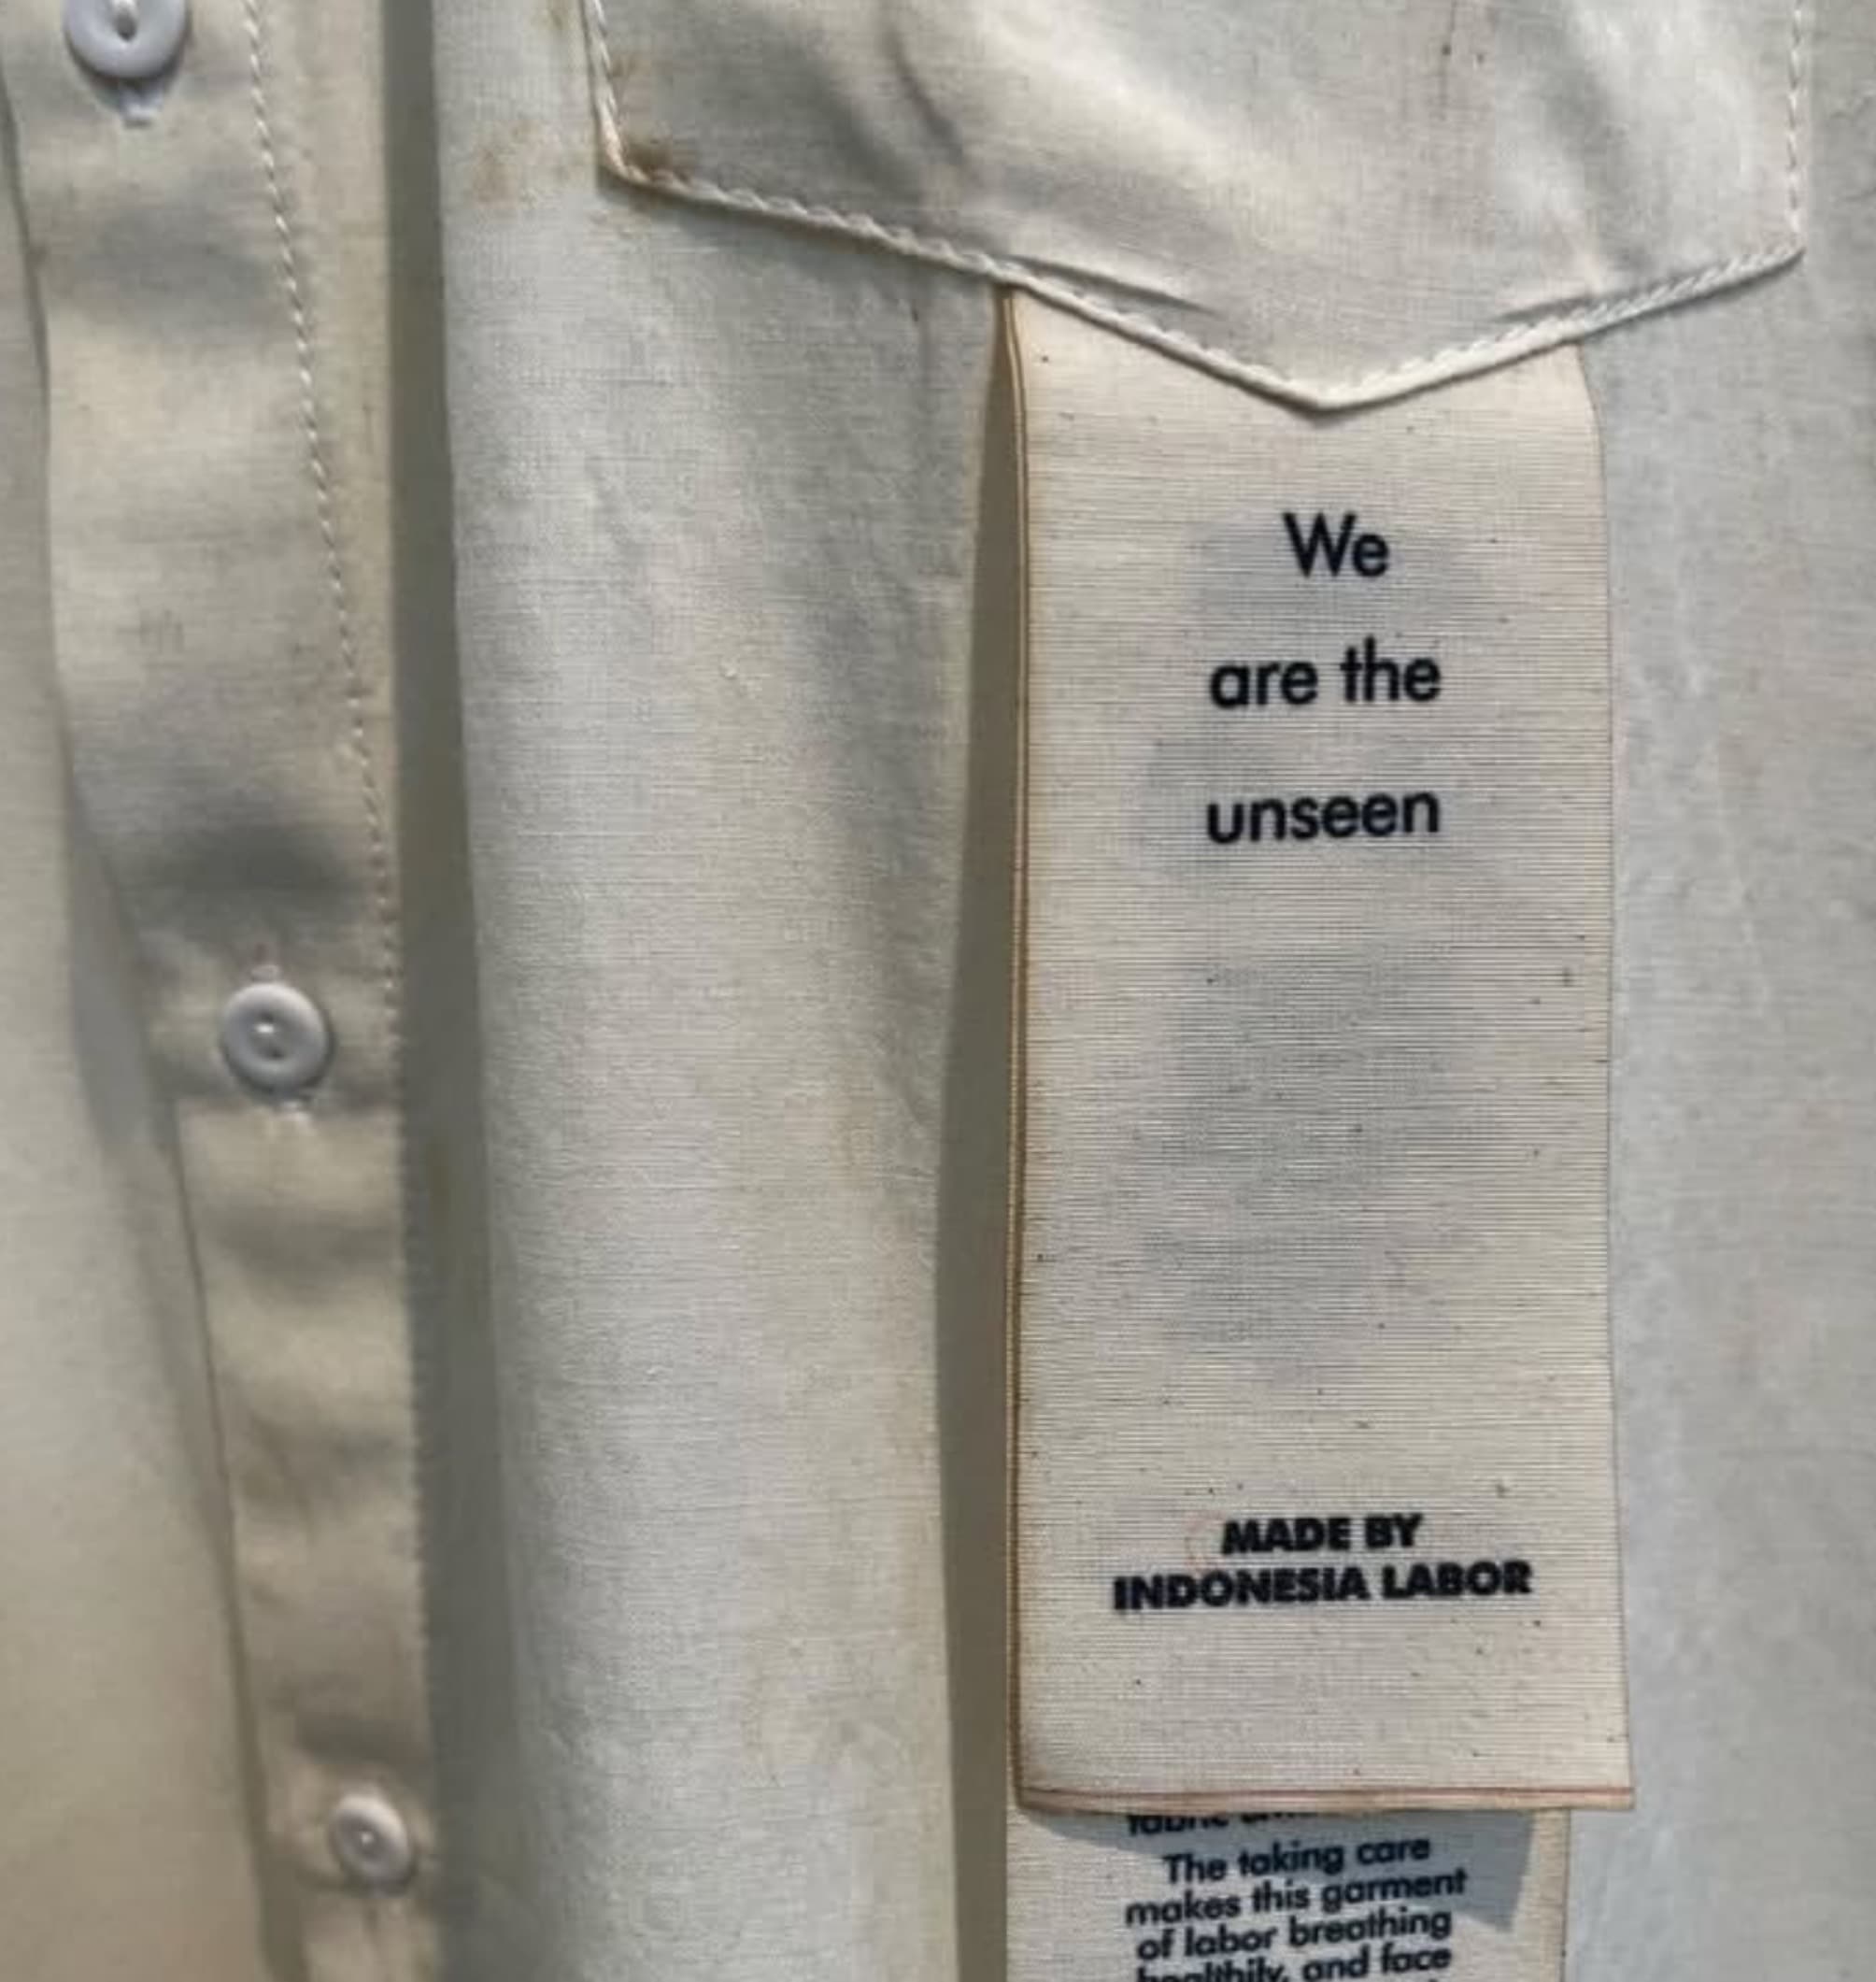 We
are the
unseen
MADE BY
INDONESIA LABOR
The taking care
makes this garment
of labor breathing
healthily, and face